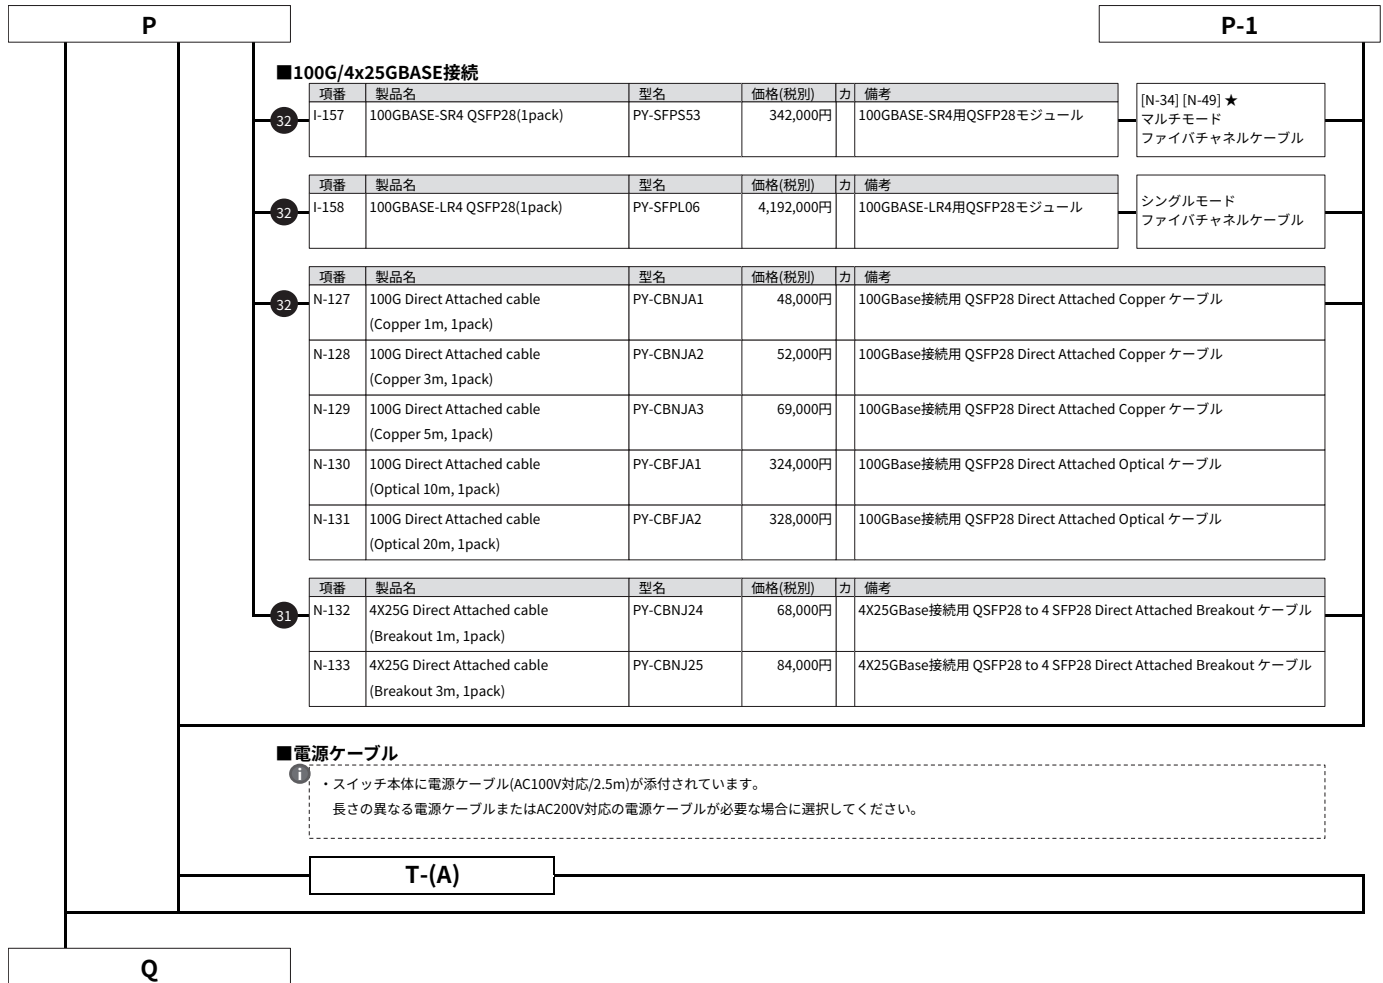 P
P-1
■100G/4x25GBASE接続
項番 製品名 型名 価格(税別) カ 備考
32 I-157 100GBASE-SR4 QSFP28(1pack) PY-SFPS53 342,000円 100GBASE-SR4用QSFP28モジュール
[N-34] [N-49] ★
マルチモード
ファイバチャネルケーブル
項番 製品名 型名 価格(税別) カ 備考
32 I-158 100GBASE-LR4 QSFP28(1pack) PY-SFPL06 4,192,000円 100GBASE-LR4用QSFP28モジュール
シングルモード
ファイバチャネルケーブル
項番 製品名 型名 価格(税別) カ 備考
32 N-127 100G Direct Attached cable PY-CBNJA1 48,000円 100GBase接続用 QSFP28 Direct Attached Copper ケーブル
(Copper 1m, 1pack)
N-128 100G Direct Attached cable PY-CBNJA2 52,000円 100GBase接続用 QSFP28 Direct Attached Copper ケーブル
(Copper 3m, 1pack)
N-129 100G Direct Attached cable PY-CBNJA3 69,000円 100GBase接続用 QSFP28 Direct Attached Copper ケーブル
(Copper 5m, 1pack)
N-130 100G Direct Attached cable PY-CBFJA1 324,000円 100GBase接続用 QSFP28 Direct Attached Optical ケーブル
(Optical 10m, 1pack)
N-131 100G Direct Attached cable PY-CBFJA2 328,000円 100GBase接続用 QSFP28 Direct Attached Optical ケーブル
(Optical 20m, 1pack)
項番 製品名 型名 価格(税別) カ 備考
31 N-132 4X25G Direct Attached cable PY-CBNJ24 68,000円 4X25GBase接続用 QSFP28 to 4 SFP28 Direct Attached Breakout ケーブル
(Breakout 1m, 1pack)
N-133 4X25G Direct Attached cable PY-CBNJ25 84,000円 4X25GBase接続用 QSFP28 to 4 SFP28 Direct Attached Breakout ケーブル
(Breakout 3m, 1pack)
■電源ケーブル
i
・スイッチ本体に電源ケーブル(AC100V対応/2.5m)が添付されています。
長さの異なる電源ケーブルまたはAC200V対応の電源ケーブルが必要な場合に選択してください。
T-(A)
Q